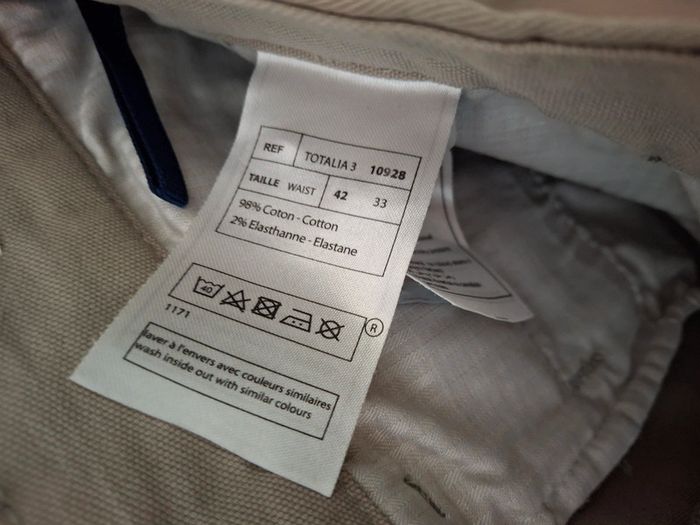 REF TOTALIA 3 10928
TAILLE WAIST 42 33
98% Coton - Cotton
2% Elasthanne - Elastane
40
1171
®
laver à l'envers avec couleurs similaires
wash inside out with similar colours